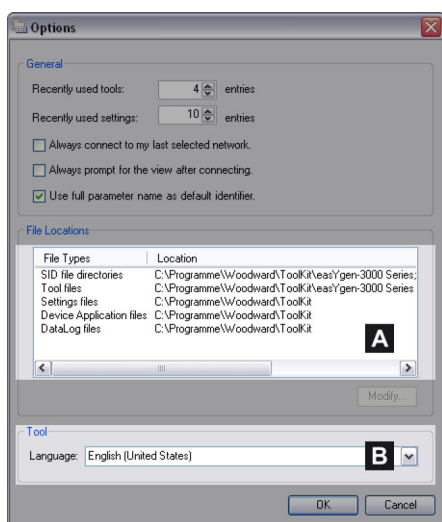 Options
General
Recently used tools: 4 entries
Recently used settings: 10 entries
Always connect to my last selected network.
Always prompt for the view after connecting.
Use full parameter name as default identifier.
File Locations
File Types Location
SID file directories C:\Programme\Woodward\ToolKit\easYgen-3000 Series;
Tool files C:\Programme\Woodward\ToolKit\easYgen-3000 Series
Settings files C:\Programme\Woodward\ToolKit
Device Application files C:\Programme\Woodward\ToolKit
DataLog files C:\Programme\Woodward\ToolKit
A
Modify...
Tool
Language: English (United States) B
OK Cancel